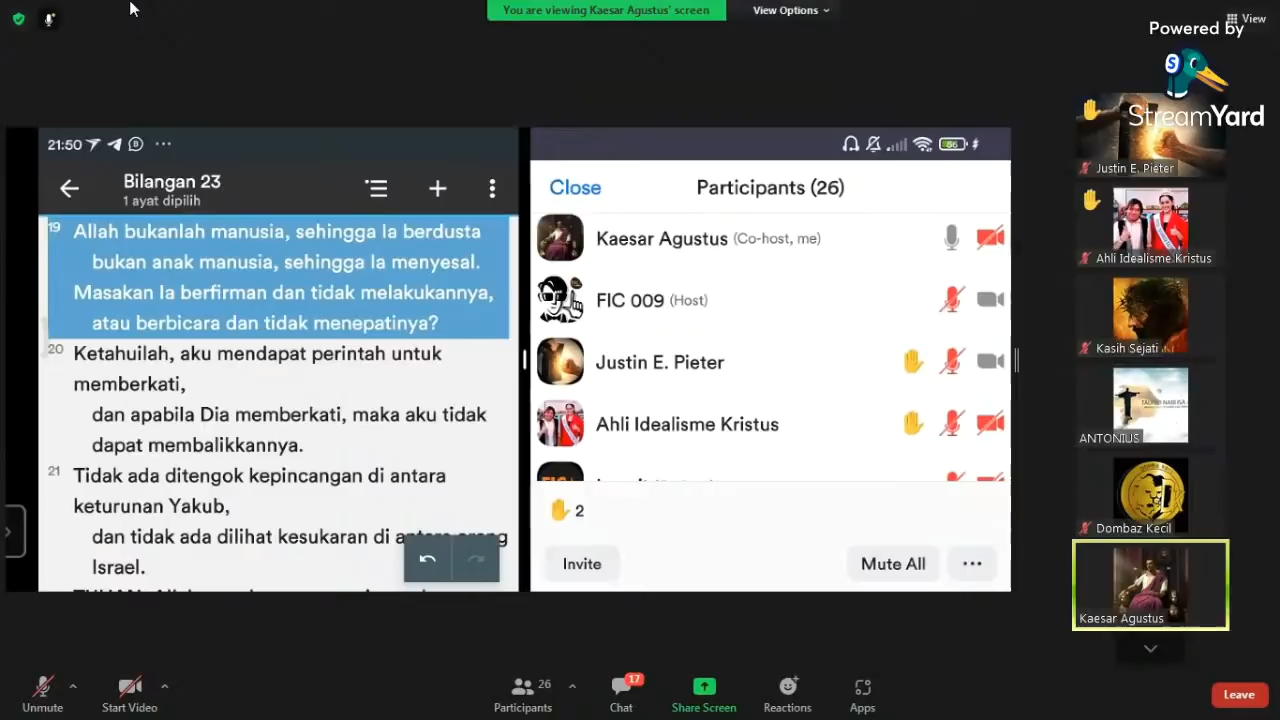 You are viewing Kaesar Agustus' screen
View Options
View
Powered by
StreamYard
21:50
Bilangan 23
1 ayat dipilih
19 Allah bukanlah manusia, sehingga Ia berdusta
bukan anak manusia, sehingga Ia menyesal.
Masakan Ia berfirman dan tidak melakukannya,
atau berbicara dan tidak menepatinya?
20 Ketahuilah, aku mendapat perintah untuk
memberkati,
dan apabila Dia memberkati, maka aku tidak
dapat membalikkannya.
21 Tidak ada ditengok kepincangan di antara
keturunan Yakub,
dan tidak ada dilihat kesukaran di antara orang
Israel.
86
Close
Participants (26)
Kaesar Agustus (Co-host, me)
FIC 009 (Host)
Justin E. Pieter
Ahli Idealisme Kristus
2
Invite
Mute All
Justin E. Pieter
Ahli Idealisme Kristus
Kasih Sejati
ANTONIUS
Dombaz Kecil
Kaesar Agustus
Unmute
Start Video
26
Participants
17
Chat
Share Screen
Reactions
Apps
Leave